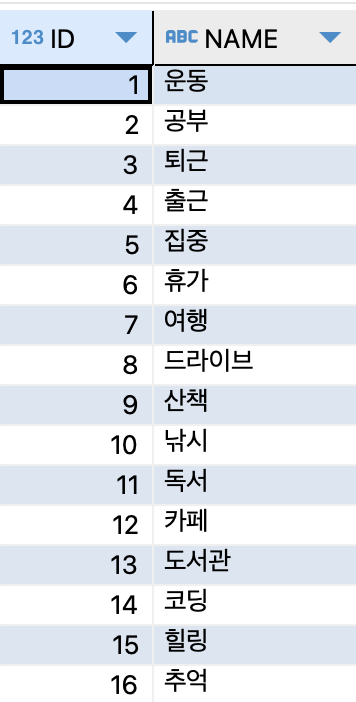 123 ID ABC NAME
1 운동
2 공부
3 퇴근
4 출근
5 집중
6 휴가
7 여행
8 드라이브
9 산책
10 낚시
11 독서
12 카페
13 도서관
14 코딩
15 힐링
16 추억